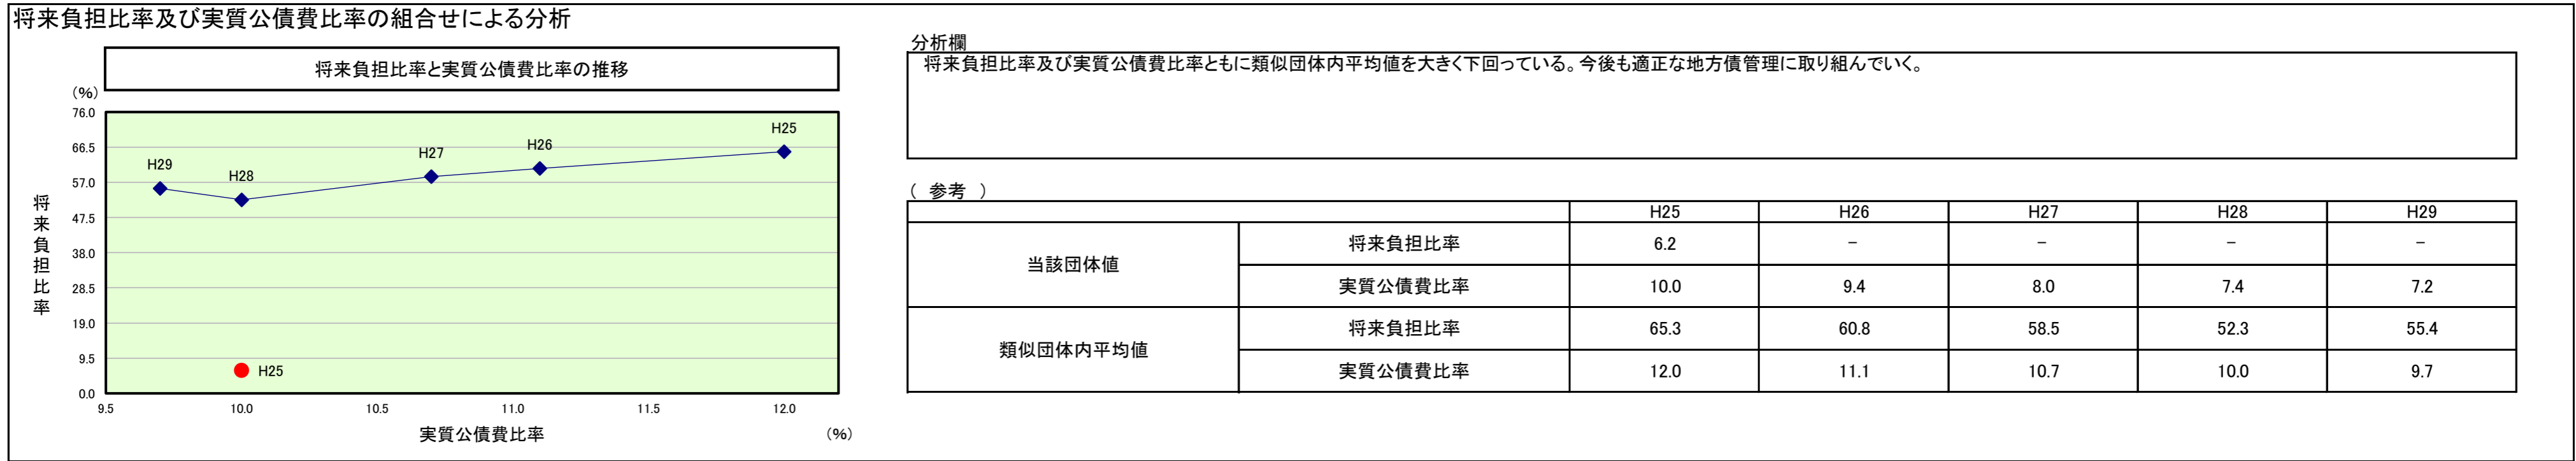 将来負担比率及び実質公債費比率の組合せによる分析
将来負担比率と実質公債費比率の推移
(%)
76.0
66.5
57.0
47.5
38.0
28.5
19.0
9.5
0.0
将来負担比率
H29
H28
H27
H26
H25
H25
9.5 10.0 10.5 11.0 11.5 12.0
実質公債費比率
(%)
分析欄
将来負担比率及び実質公債費比率ともに類似団体内平均値を大きく下回っている。今後も適正な地方債管理に取り組んでいく。
( 参考 )
H25 H26 H27 H28 H29
当該団体値
将来負担比率 6.2 － － － －
実質公債費比率 10.0 9.4 8.0 7.4 7.2
類似団体内平均値
将来負担比率 65.3 60.8 58.5 52.3 55.4
実質公債費比率 12.0 11.1 10.7 10.0 9.7